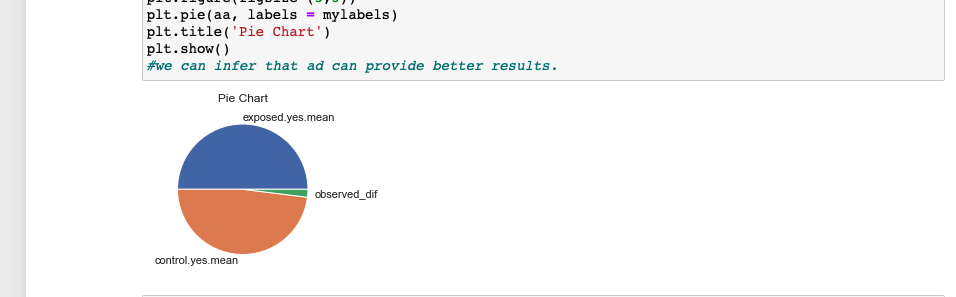 plt.pie(aa, labels = mylabels)
plt.title('Pie Chart')
plt.show()
#we can infer that ad can provide better results.
Pie Chart
exposed.yes.mean
observed_dif
control.yes.mean